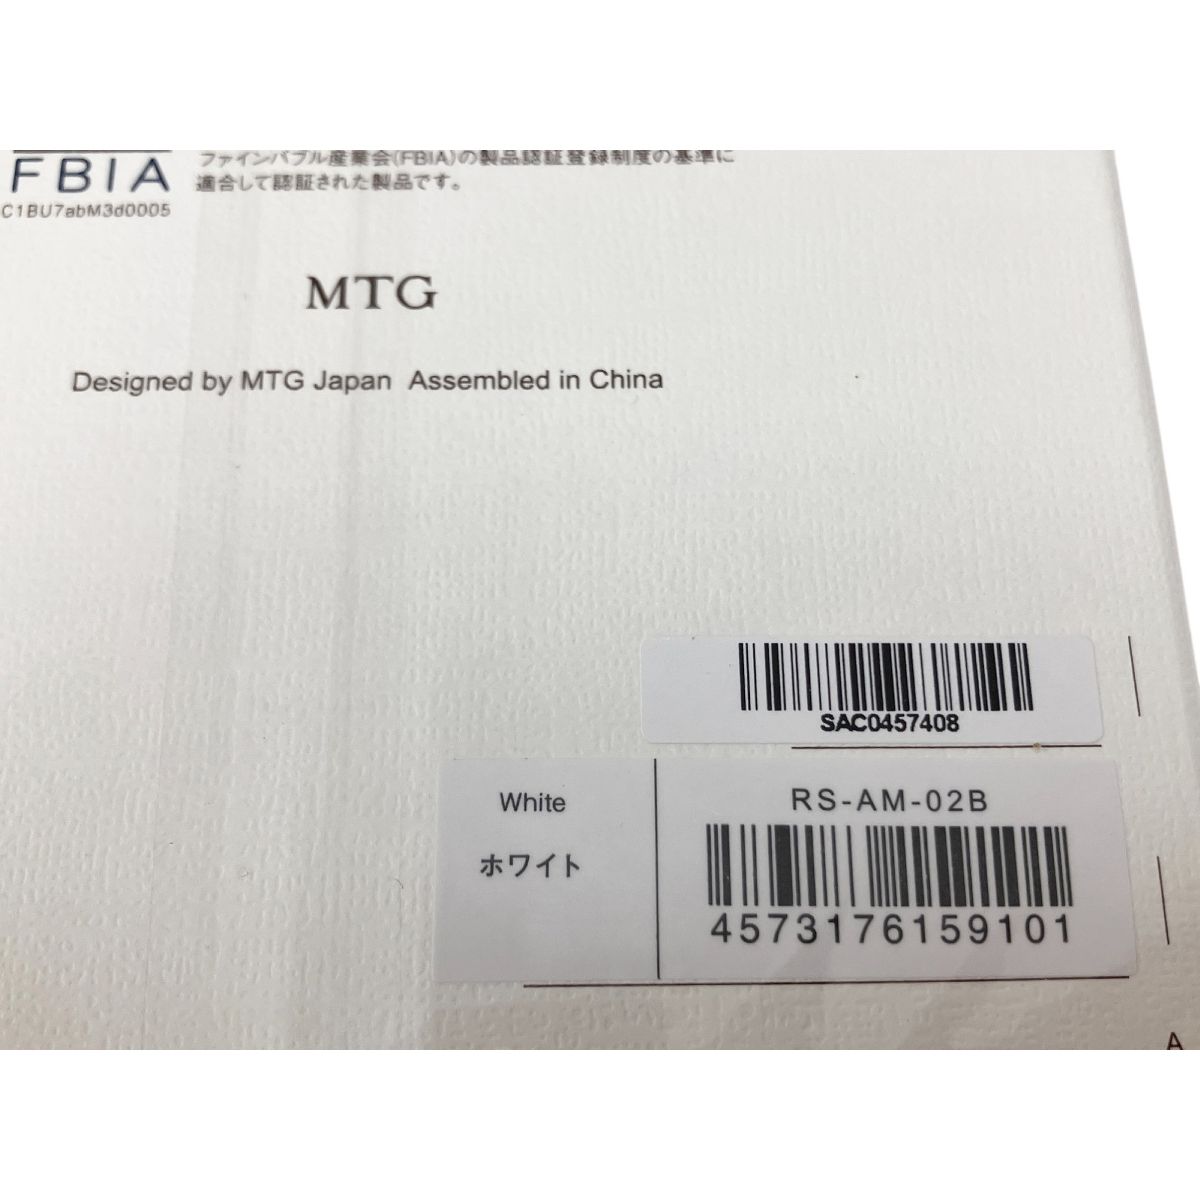 ファインバブル産業会(FBIA)の製品認証登録制度の基準に
適合して認証された製品です。
FBIA
C1BU7abM3d0005
MTG
Designed by MTG Japan Assembled in China
SAC0457408
White
ホワイト
RS-AM-02B
4573176159101
A